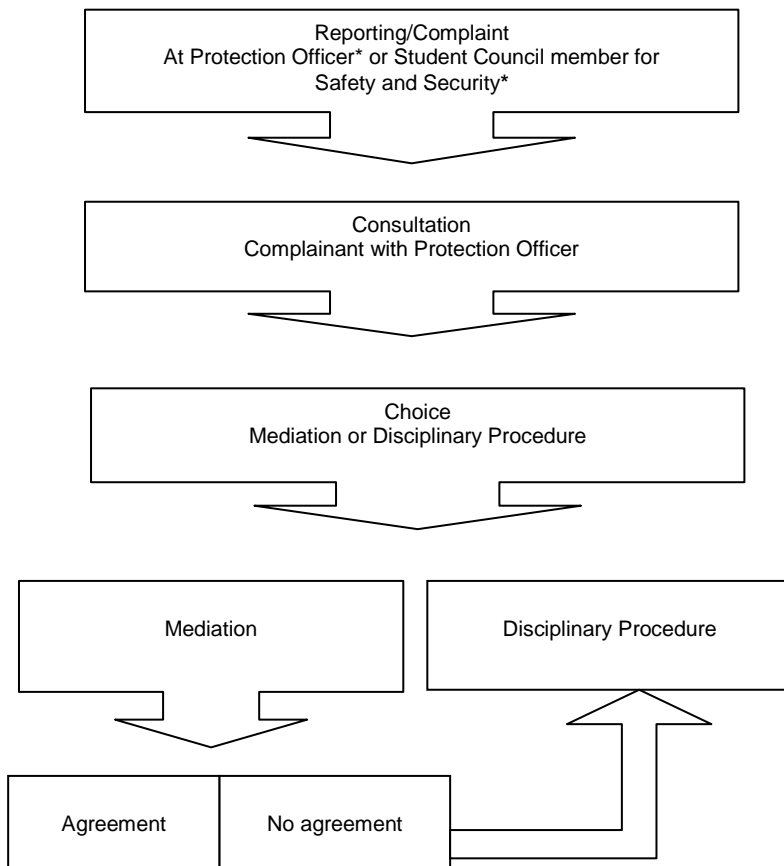 Reporting/Complaint
At Protection Officer* or Student Council member for
Safety and Security*
Consultation
Complainant with Protection Officer
Choice
Mediation or Disciplinary Procedure
Mediation
Disciplinary Procedure
Agreement
No agreement